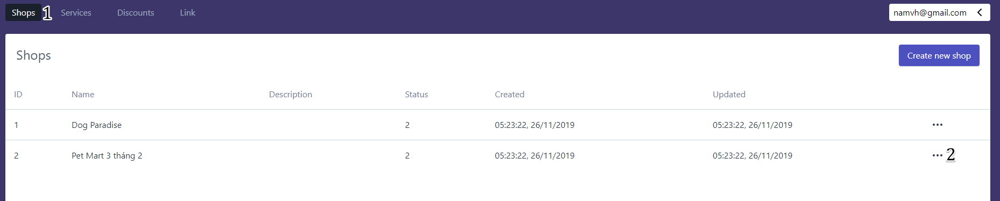 Shops 1 Services Discounts Link namvh@gmail.com
Shops Create new shop
ID Name Description Status Created Updated
1 Dog Paradise 2 05:23:22, 26/11/2019 05:23:22, 26/11/2019 •••
2 Pet Mart 3 tháng 2 2 05:23:22, 26/11/2019 05:23:22, 26/11/2019 ••• 2